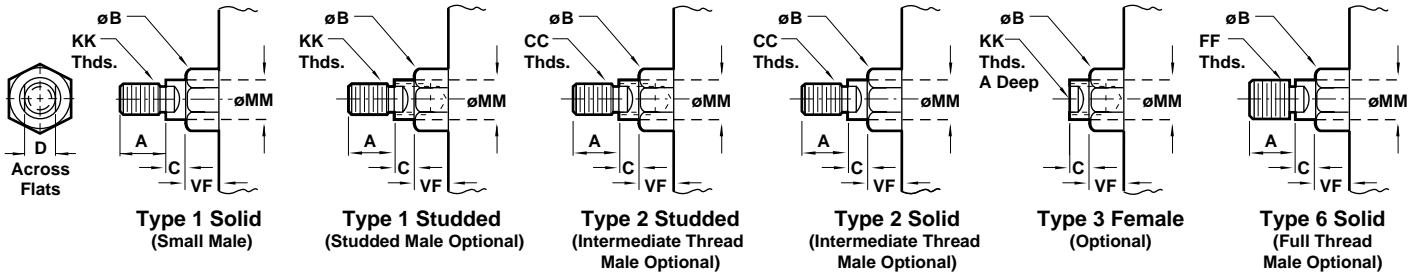 D
Across
Flats
øB
KK
Thds.
øMM
A
C
VF
Type 1 Solid
(Small Male)
øB
KK
Thds.
øMM
A
C
VF
Type 1 Studded
(Studded Male Optional)
øB
CC
Thds.
øMM
A
C
VF
Type 2 Studded
(Intermediate Thread
Male Optional)
øB
CC
Thds.
øMM
A
C
VF
Type 2 Solid
(Intermediate Thread
Male Optional)
øB
KK
Thds.
A Deep
øMM
C
VF
Type 3 Female
(Optional)
øB
FF
Thds.
øMM
A
C
VF
Type 6 Solid
(Full Thread
Male Optional)